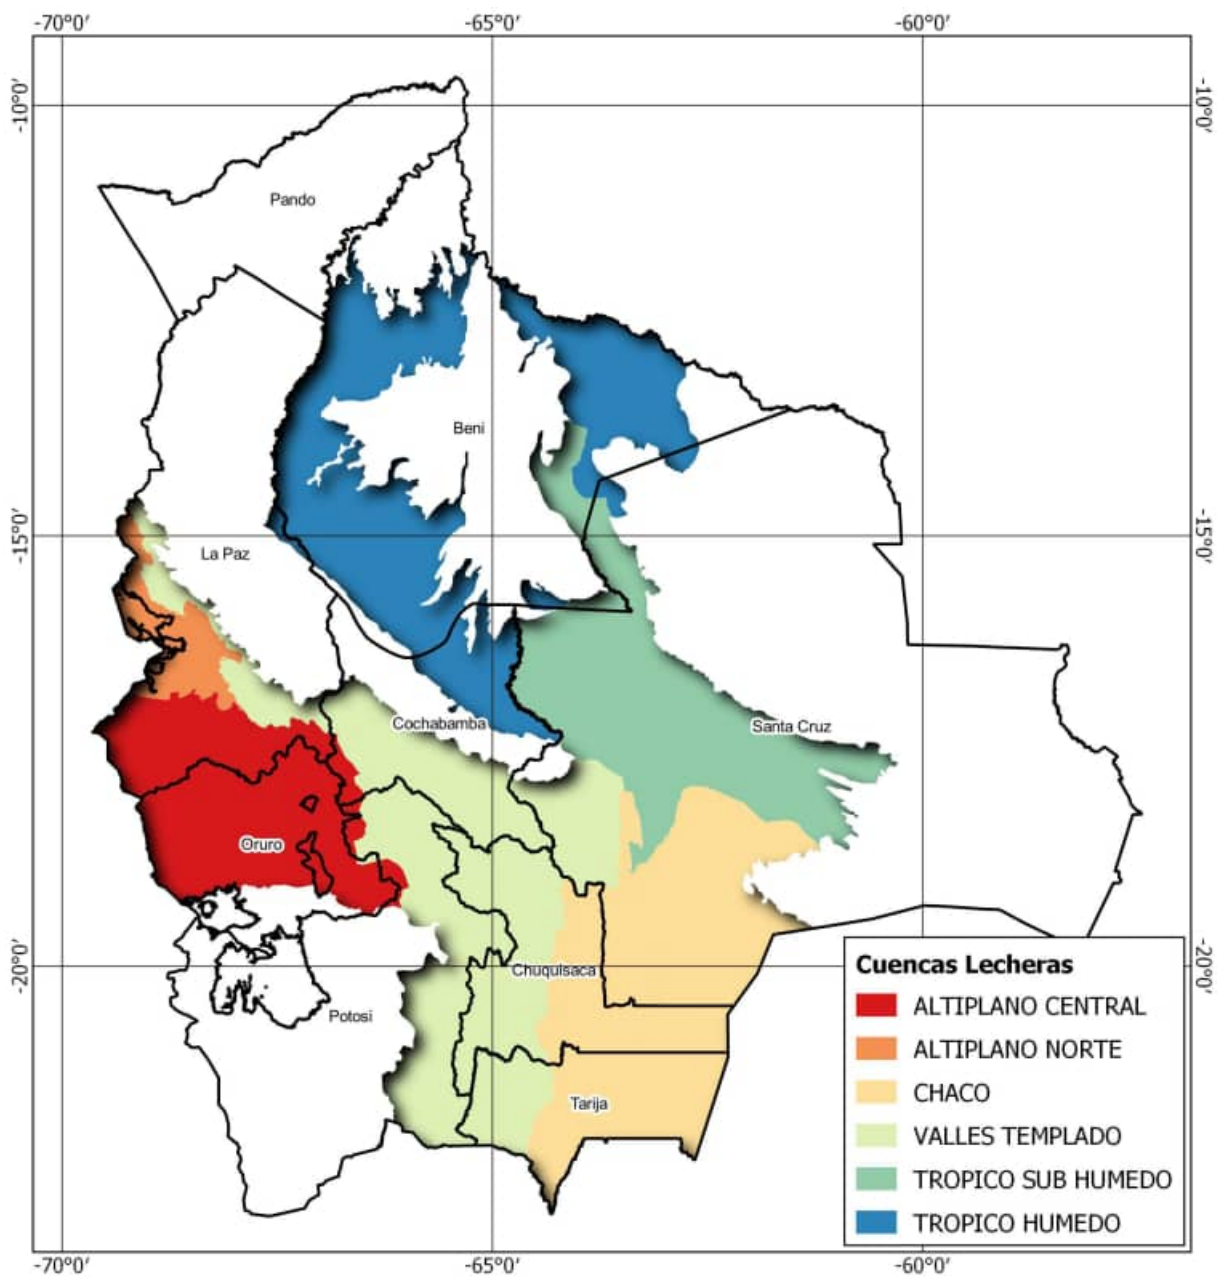 -70°0′ -65°0′ -60°0′
-10°0′ -10°0′
Pando
Beni
-15°0′ -15°0′
La Paz
Cochabamba
Santa Cruz
Oruro
-20°0′ -20°0′
Chuquisaca
Potosi
Tarija
Cuencas Lecheras
ALTIPLANO CENTRAL
ALTIPLANO NORTE
CHACO
VALLES TEMPLADO
TROPICO SUB HUMEDO
TROPICO HUMEDO
-70°0′ -65°0′ -60°0′